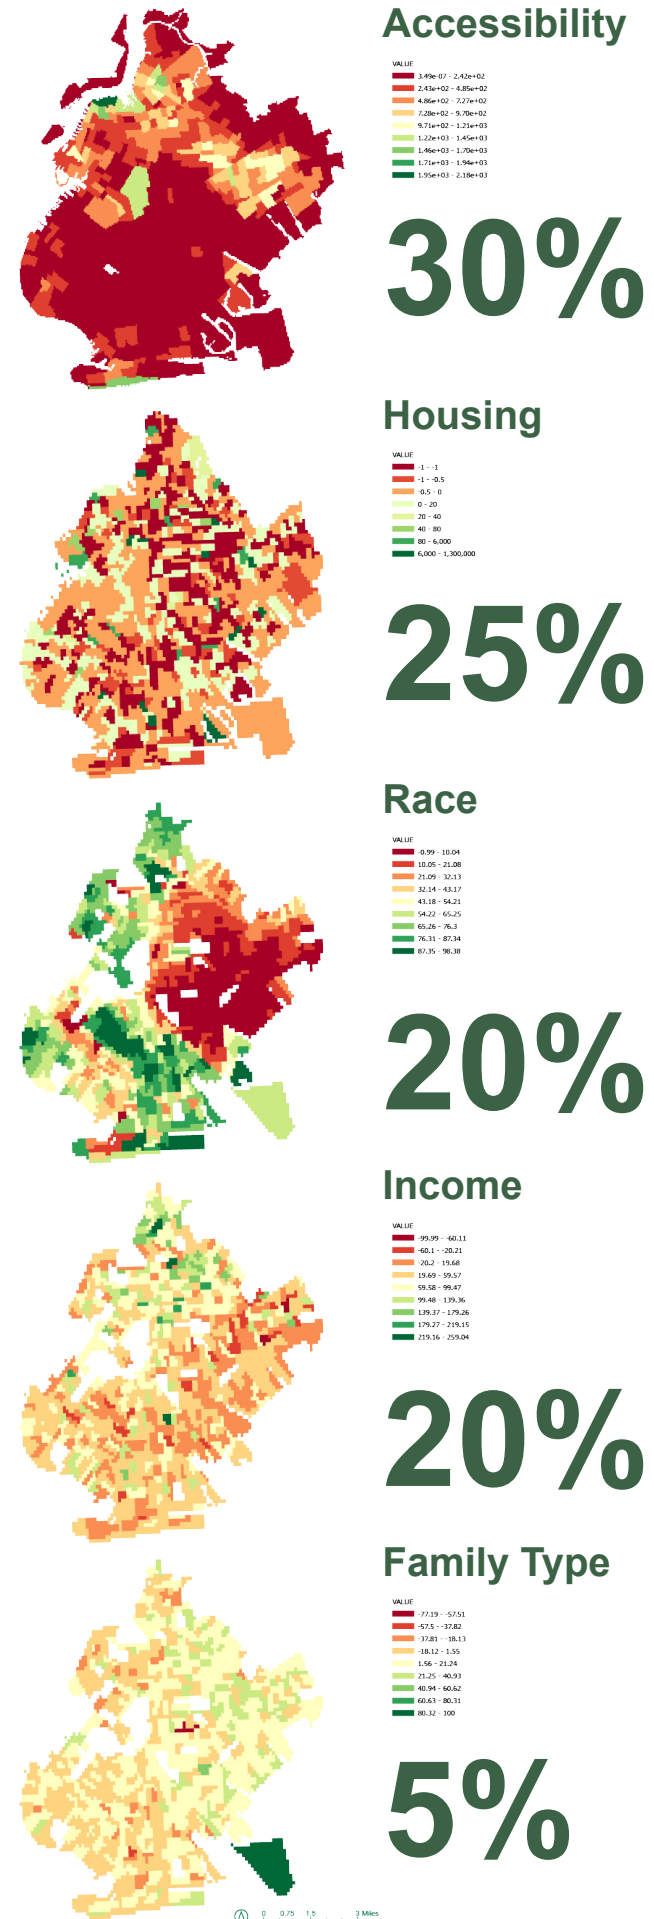 Accessibility
VALUE
3.49e-07 - 2.42e+02
2.43e+02 - 4.85e+02
4.86e+02 - 7.27e+02
7.28e+02 - 9.70e+02
9.71e+02 - 1.21e+03
1.22e+03 - 1.45e+03
1.46e+03 - 1.70e+03
1.71e+03 - 1.94e+03
1.95e+03 - 2.18e+03
30%
Housing
VALUE
-1 - -1
-1 - -0.5
-0.5 - 0
0 - 20
20 - 40
40 - 80
80 - 6,000
6,000 - 1,300,000
25%
Race
VALUE
-0.99 - 10.04
10.05 - 21.08
21.09 - 32.13
32.14 - 43.17
43.18 - 54.21
54.22 - 65.25
65.26 - 76.3
76.31 - 87.34
87.35 - 98.38
20%
Income
VALUE
-99.99 - -60.11
-60.1 - -20.21
-20.2 - 19.68
19.69 - 59.57
59.58 - 99.47
99.48 - 139.36
139.37 - 179.26
179.27 - 219.15
219.16 - 259.04
20%
Family Type
VALUE
-77.19 - -57.51
-57.5 - -37.82
-37.81 - -18.13
-18.12 - 1.55
1.56 - 21.24
21.25 - 40.93
40.94 - 60.62
60.63 - 80.31
80.32 - 100
5%
0 0.75 1.5 3 Miles